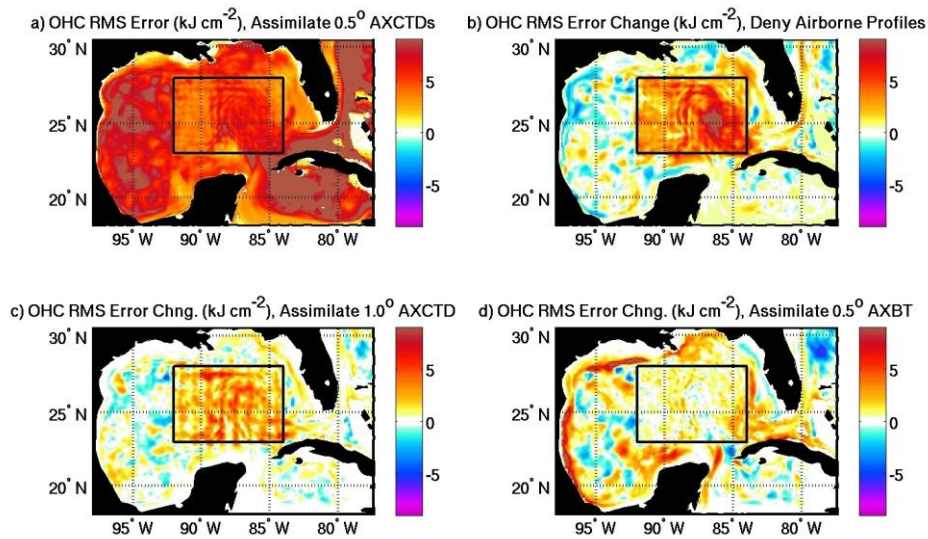 a) OHC RMS Error (kJ cm-2), Assimilate 0.5° AXCTDs
30° N
25° N
20° N
95° W 90° W 85° W 80° W
5
0
-5
b) OHC RMS Error Change (kJ cm-2), Deny Airborne Profiles
30° N
25° N
20° N
95° W 90° W 85° W 80° W
5
0
-5
c) OHC RMS Error Chng. (kJ cm-2), Assimilate 1.0° AXCTD
30° N
25° N
20° N
95° W 90° W 85° W 80° W
5
0
-5
d) OHC RMS Error Chng. (kJ cm-2), Assimilate 0.5° AXBT
30° N
25° N
20° N
95° W 90° W 85° W 80° W
5
0
-5